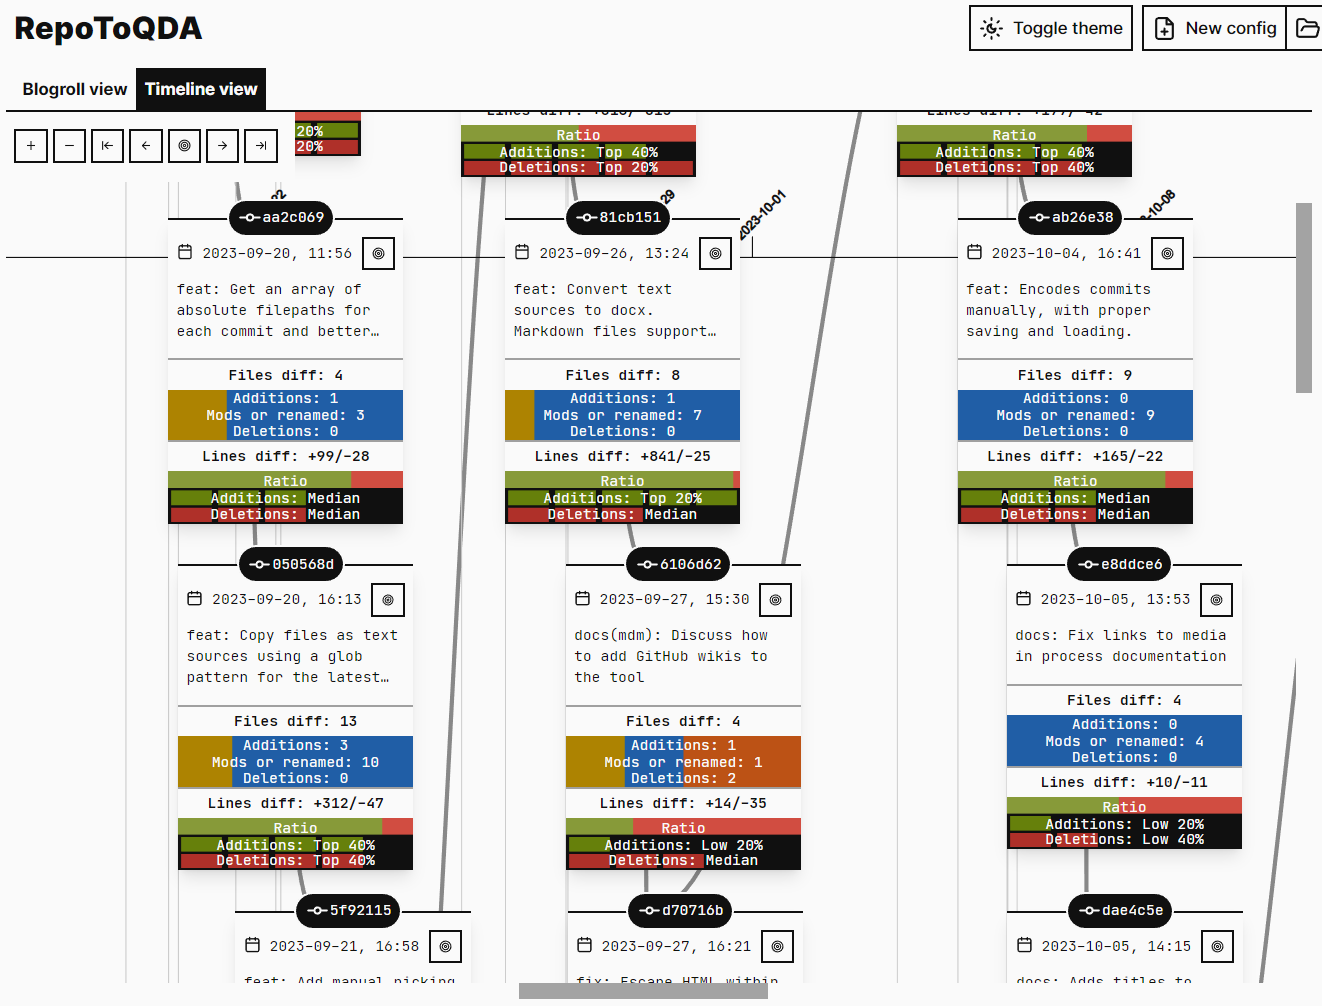 RepoToQDA
Toggle theme
New config
Blogroll view
Timeline view
20%
20%
Ratio
Additions: Top 40%
Deletions: Top 20%
Ratio
Additions: Top 40%
Deletions: Top 40%
22
29
2023-10-01
-10-08
aa2c069
2023-09-20, 11:56
feat: Get an array of
absolute filepaths for
each commit and better…
Files diff: 4
Additions: 1
Mods or renamed: 3
Deletions: 0
Lines diff: +99/-28
Ratio
Additions: Median
Deletions: Median
050568d
2023-09-20, 16:13
feat: Copy files as text
sources using a glob
pattern for the latest…
Files diff: 13
Additions: 3
Mods or renamed: 10
Deletions: 0
Lines diff: +312/-47
Ratio
Additions: Top 40%
Deletions: Top 40%
5f92115
2023-09-21, 16:58
feat: Add manual picking
81cb151
2023-09-26, 13:24
feat: Convert text
sources to docx.
Markdown files support…
Files diff: 8
Additions: 1
Mods or renamed: 7
Deletions: 0
Lines diff: +841/-25
Ratio
Additions: Top 20%
Deletions: Median
6106d62
2023-09-27, 15:30
docs(mdm): Discuss how
to add GitHub wikis to
the tool
Files diff: 4
Additions: 1
Mods or renamed: 1
Deletions: 2
Lines diff: +14/-35
Ratio
Additions: Low 20%
Deletions: Median
d70716b
2023-09-27, 16:21
fix: Escape HTML within
ab26e38
2023-10-04, 16:41
feat: Encodes commits
manually, with proper
saving and loading.
Files diff: 9
Additions: 0
Mods or renamed: 9
Deletions: 0
Lines diff: +165/-22
Ratio
Additions: Median
Deletions: Median
e8ddce6
2023-10-05, 13:53
docs: Fix links to media
in process documentation
Files diff: 4
Additions: 0
Mods or renamed: 4
Deletions: 0
Lines diff: +10/-11
Ratio
Additions: Low 20%
Deletions: Low 40%
dae4c5e
2023-10-05, 14:15
docs: Adds titles to